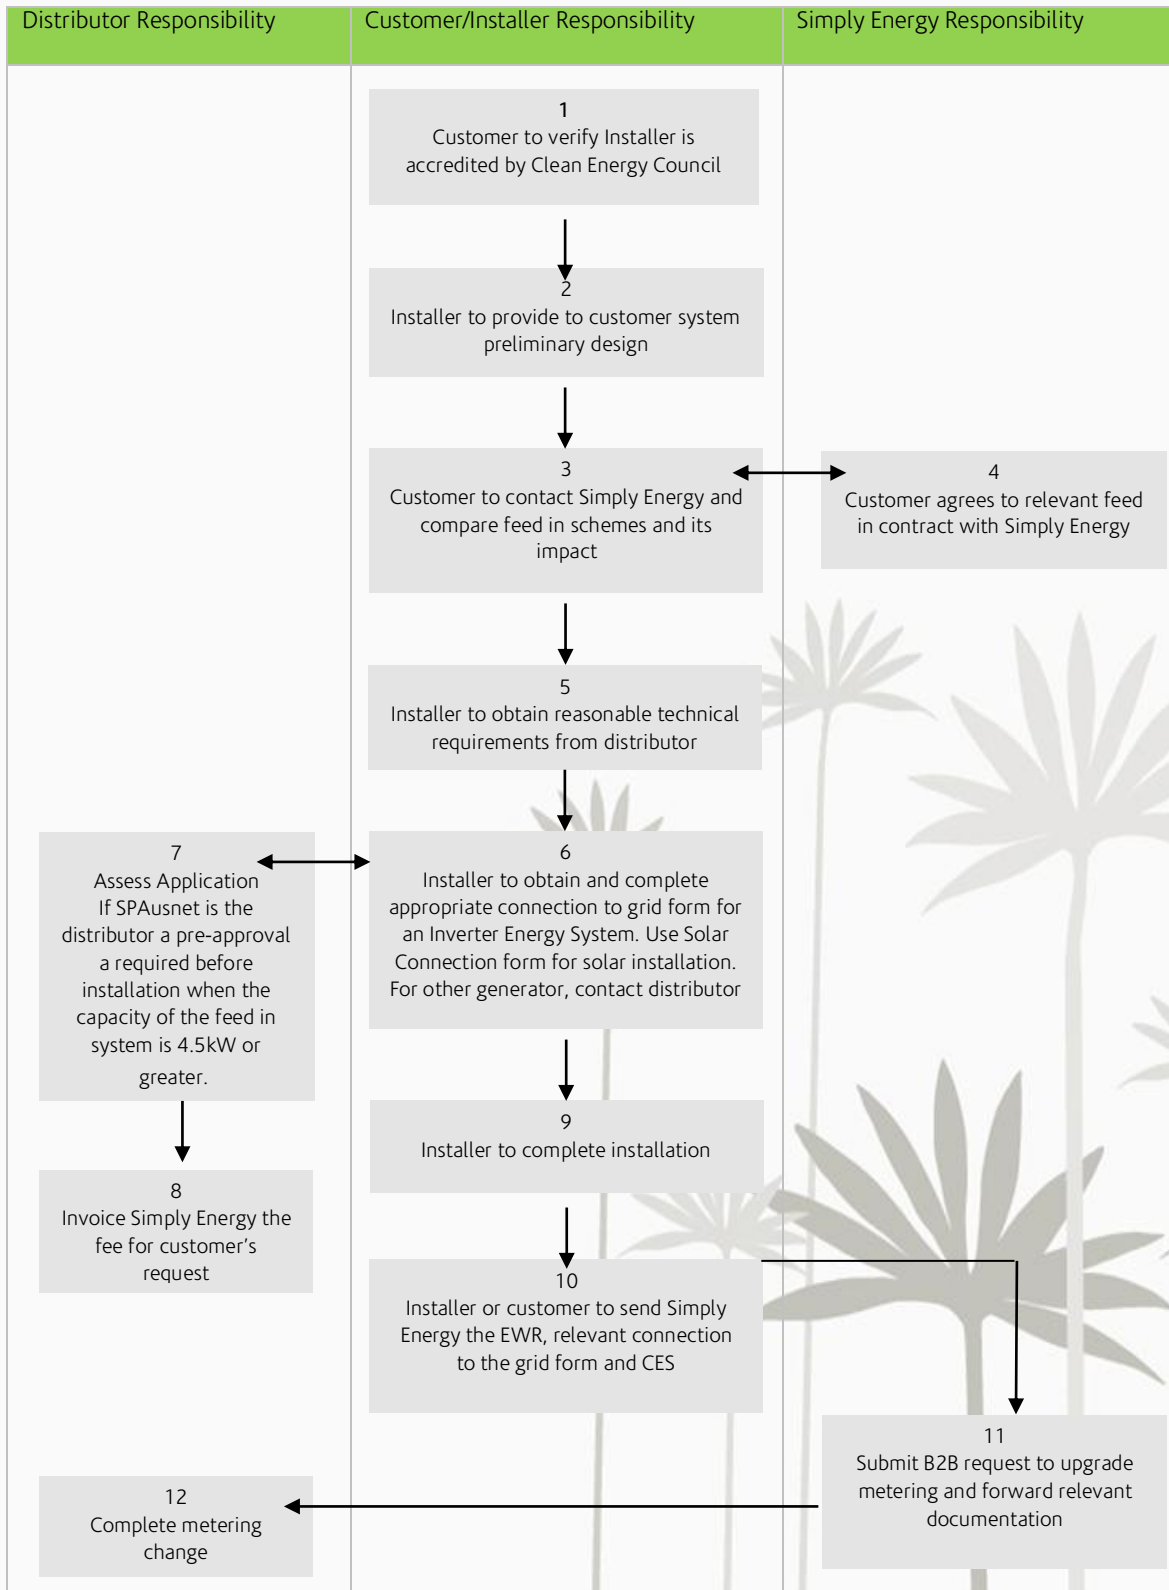 Distributor Responsibility
Customer/Installer Responsibility
Simply Energy Responsibility
1
Customer to verify Installer is
accredited by Clean Energy Council
2
Installer to provide to customer system
preliminary design
3
Customer to contact Simply Energy and
compare feed in schemes and its
impact
4
Customer agrees to relevant feed
in contract with Simply Energy
5
Installer to obtain reasonable technical
requirements from distributor
6
Installer to obtain and complete
appropriate connection to grid form for
an Inverter Energy System. Use Solar
Connection form for solar installation.
For other generator, contact distributor
7
Assess Application
If SPAusnet is the
distributor a pre-approval
a required before
installation when the
capacity of the feed in
system is 4.5kW or
greater.
8
Invoice Simply Energy the
fee for customer's
request
9
Installer to complete installation
10
Installer or customer to send Simply
Energy the EWR, relevant connection
to the grid form and CES
11
Submit B2B request to upgrade
metering and forward relevant
documentation
12
Complete metering
change